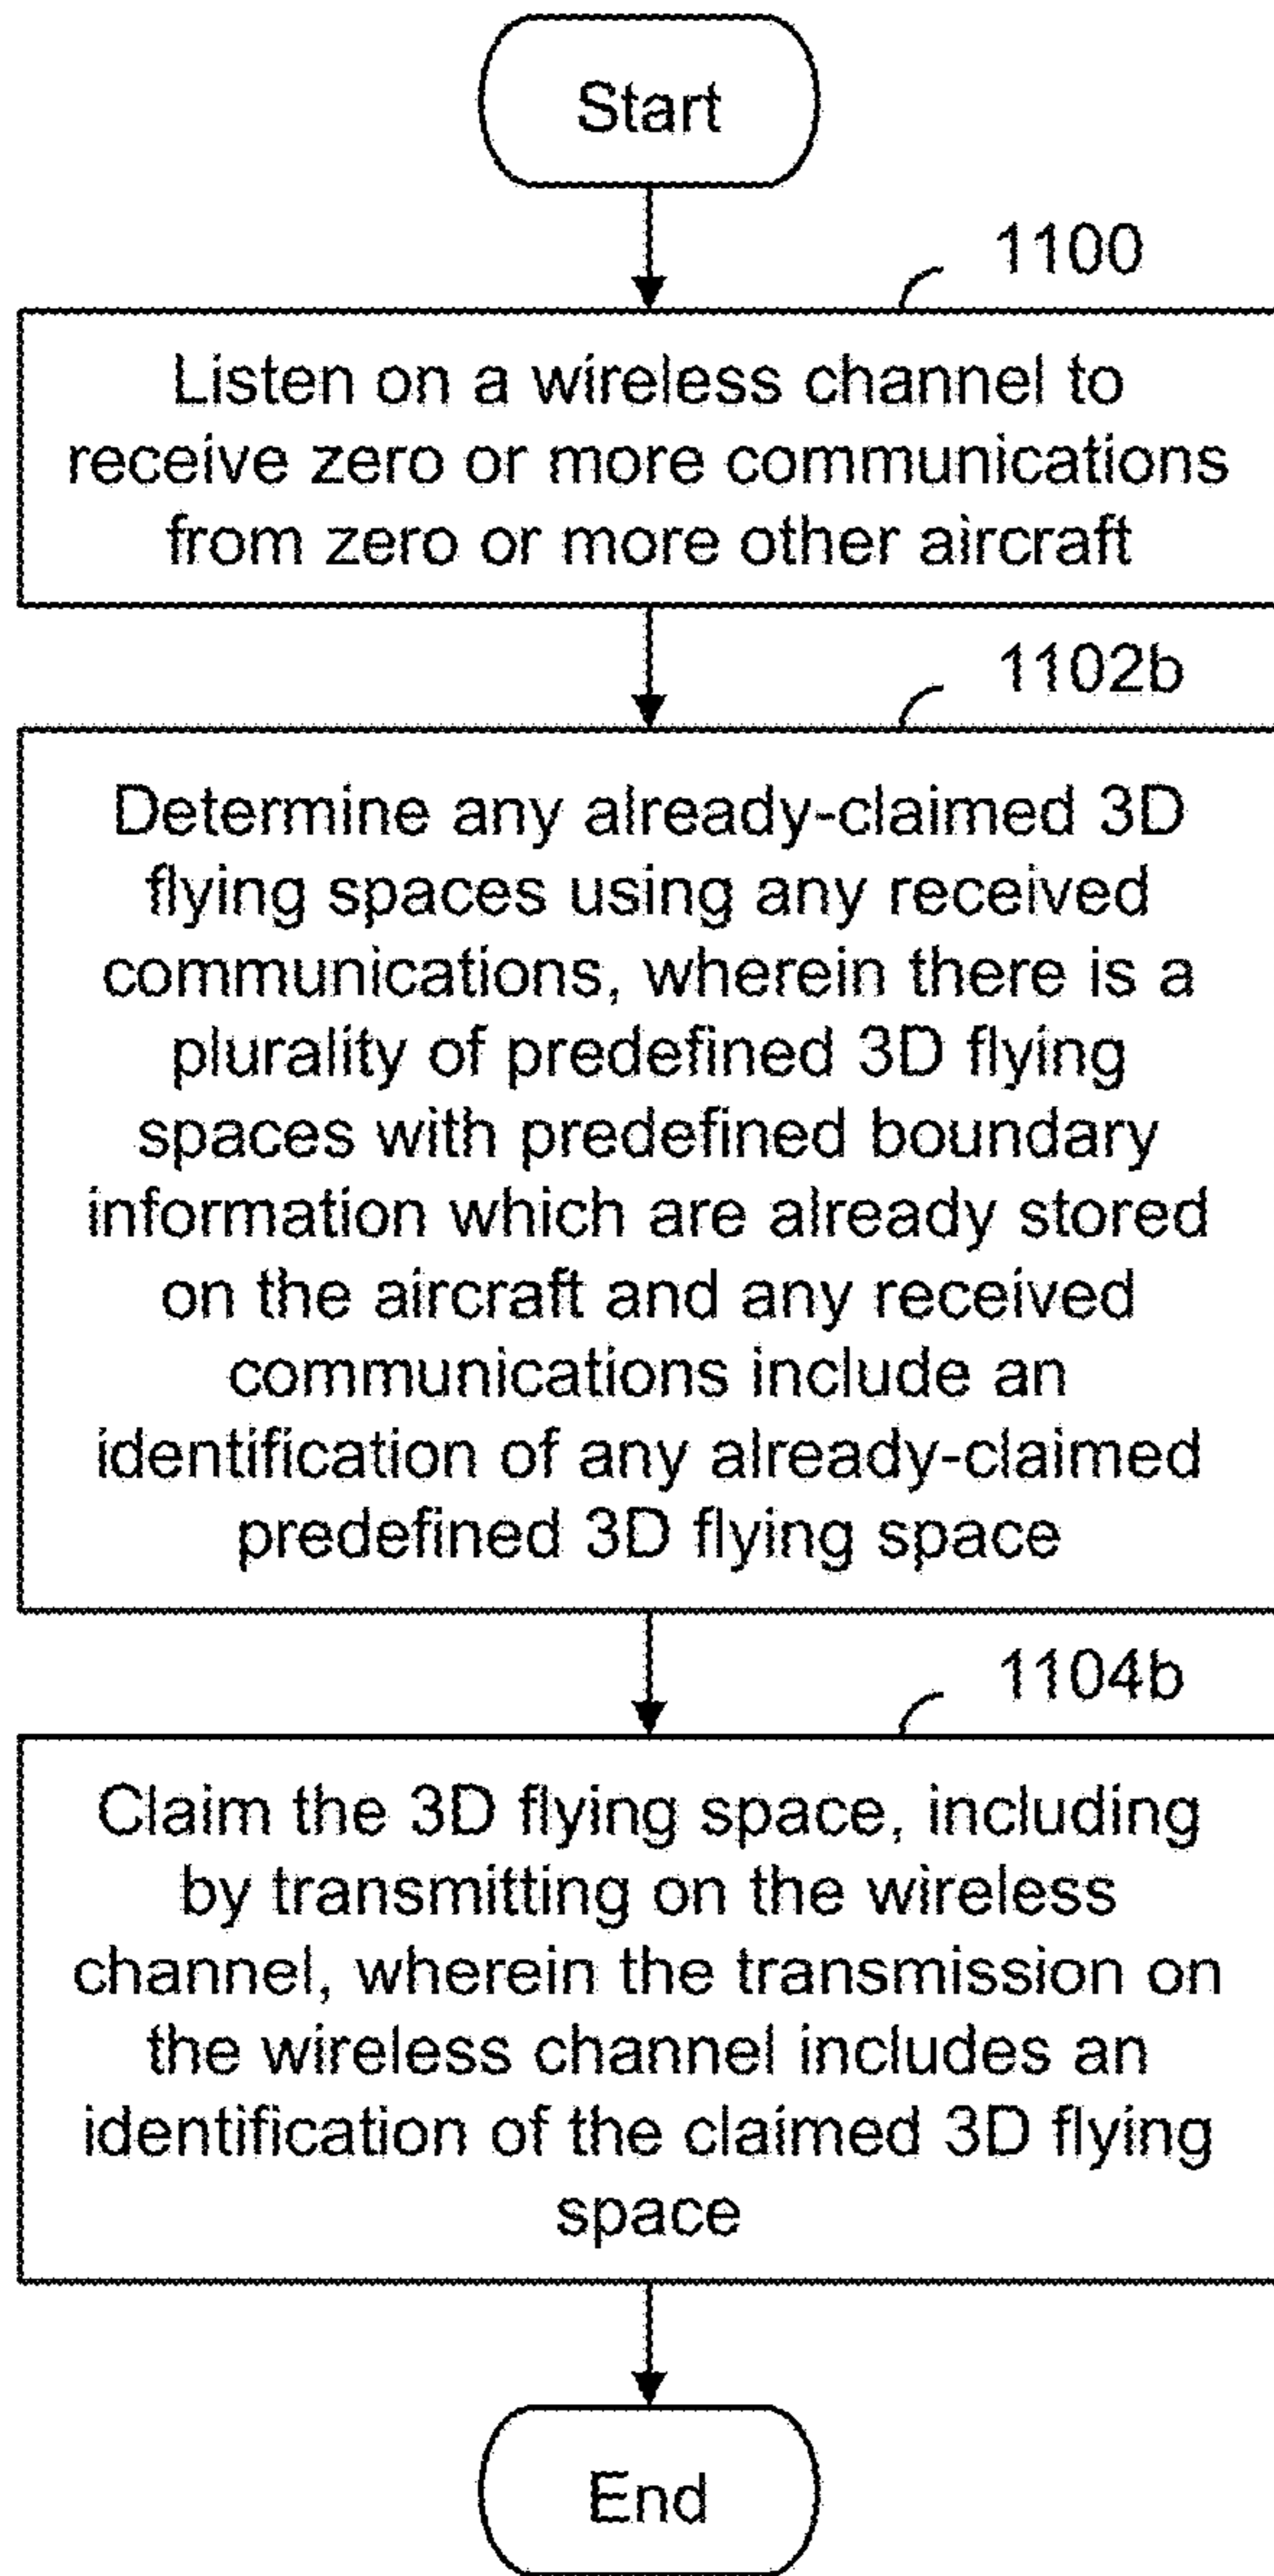 Start
1100
Listen on a wireless channel to
receive zero or more communications
from zero or more other aircraft
1102b
Determine any already-claimed 3D
flying spaces using any received
communications, wherein there is a
plurality of predefined 3D flying
spaces with predefined boundary
information which are already stored
on the aircraft and any received
communications include an
identification of any already-claimed
predefined 3D flying space
1104b
Claim the 3D flying space, including
by transmitting on the wireless
channel, wherein the transmission on
the wireless channel includes an
identification of the claimed 3D flying
space
End